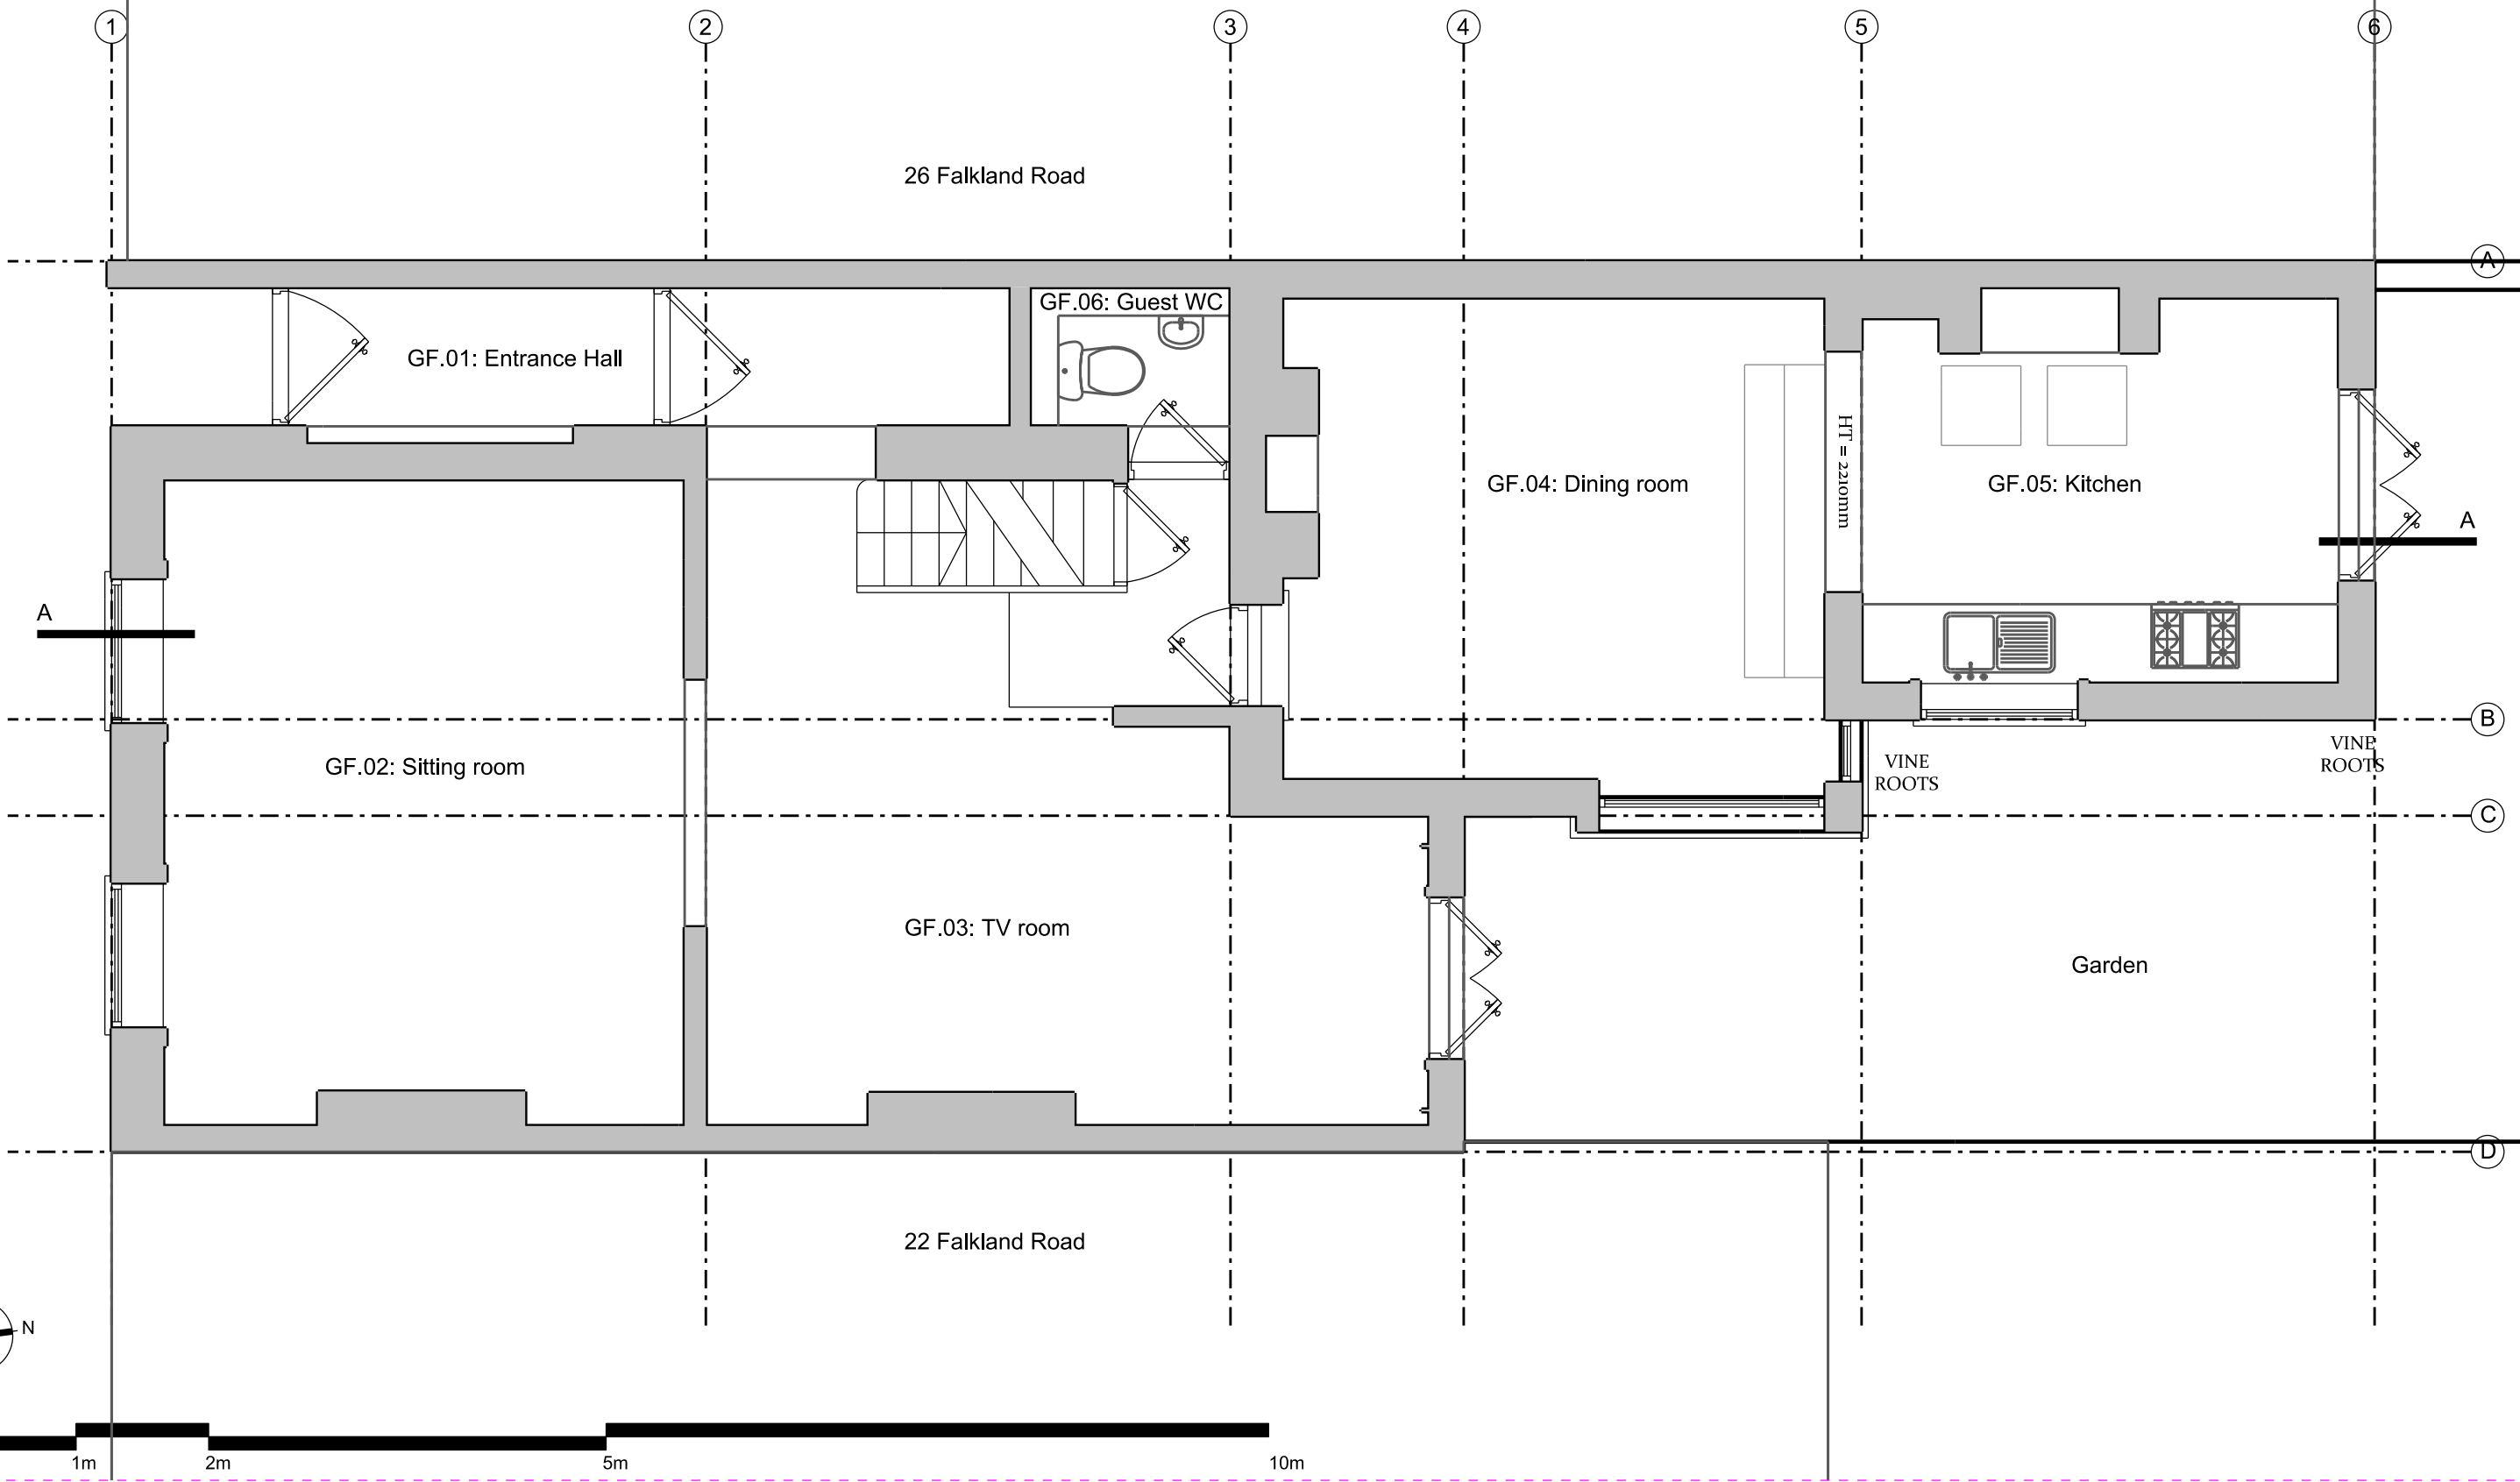 1
2
3
4
5
6
26 Falkland Road
A
GF.06: Guest WC
GF.01: Entrance Hall
HT = 2210mm
GF.04: Dining room
GF.05: Kitchen
A
A
B
VINE
ROOTS
VINE
ROOTS
GF.02: Sitting room
C
GF.03: TV room
Garden
D
22 Falkland Road
N
1m
2m
5m
10m